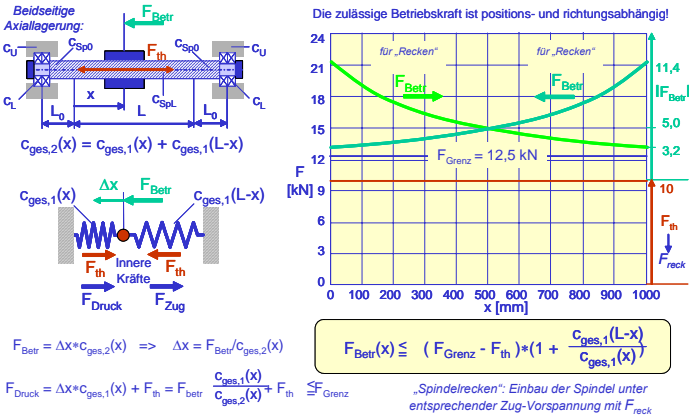 Beidseitige
Axiallagerung:
F_Betr
c_U c_Sp0 F_th c_Sp0 c_U
c_L x c_SpL c_L
L_0 L L_0
c_ges,2(x) = c_ges,1(x) + c_ges,1(L-x)
Δx F_Betr
c_ges,1(x) c_ges,1(L-x)
F_th Innere Kräfte F_th
F_Druck F_Zug
F_Betr = Δx*c_ges,2(x) => Δx = F_Betr/c_ges,2(x)
F_Druck = Δx*c_ges,1(x) + F_th = F_betr c_ges,1(x)/c_ges,2(x) + F_th ≦ F_Grenz
Die zulässige Betriebskraft ist positions- und richtungsabhängig!
für „Recken" für „Recken"
F_Betr F_Betr
F_Grenz = 12,5 kN
24
21
18
15
12
F
[kN] 9
6
3
0
0 100 200 300 400 500 600 700 800 900 1000
x [mm]
11,4
|F_Betr|
5,0
3,2
10
F_th
F_reck
F_Betr(x) ≦ ( F_Grenz - F_th )*(1 + c_ges,1(L-x)/c_ges,1(x) )
„Spindelrecken": Einbau der Spindel unter
entsprechender Zug-Vorspannung mit F_reck